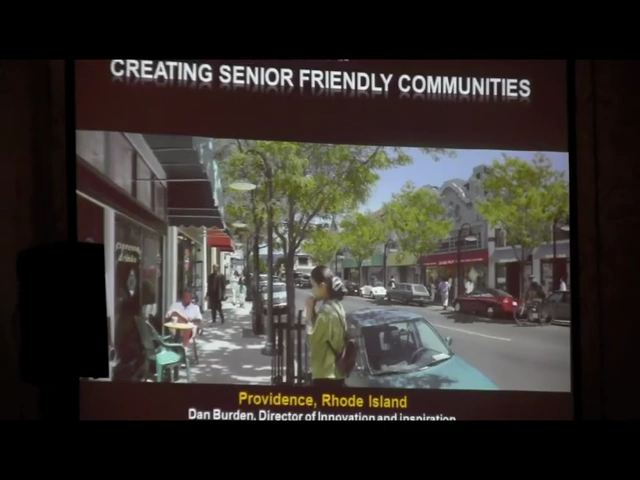 CREATING SENIOR FRIENDLY COMMUNITIES
Providence, Rhode Island
Dan Burden, Director of Innovation and inspiration